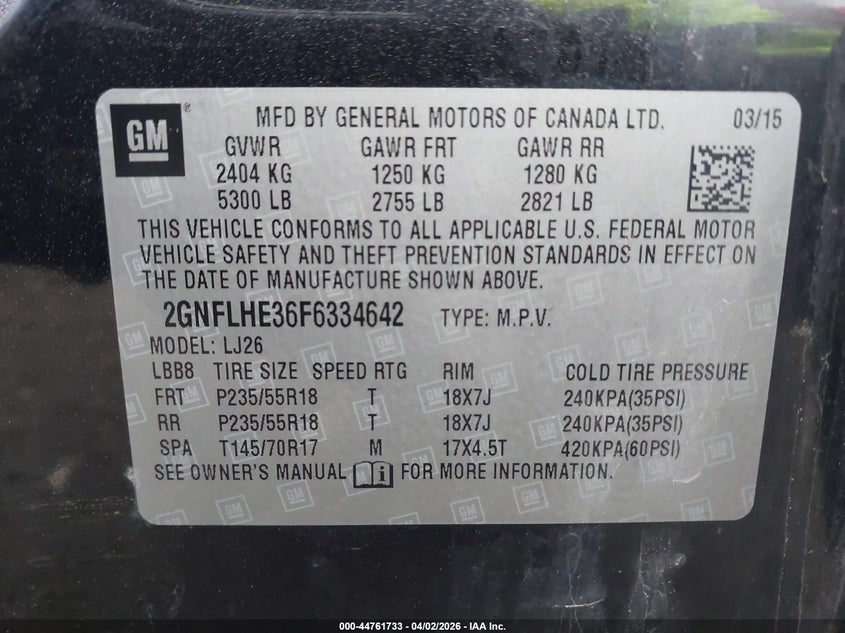 GM ® MFD BY GENERAL MOTORS OF CANADA LTD. 03/15
GVWR GAWR FRT GAWR RR
2404 KG 1250 KG 1280 KG
5300 LB 2755 LB 2821 LB
THIS VEHICLE CONFORMS TO ALL APPLICABLE U.S. FEDERAL MOTOR
VEHICLE SAFETY AND THEFT PREVENTION STANDARDS IN EFFECT ON
THE DATE OF MANUFACTURE SHOWN ABOVE.
2GNFLHE36F6334642 TYPE: M.P.V.
MODEL: LJ26
LBB8 TIRE SIZE SPEED RTG RIM COLD TIRE PRESSURE
FRT P235/55R18 T 18X7J 240KPA(35PSI)
RR P235/55R18 T 18X7J 240KPA(35PSI)
SPA T145/70R17 M 17X4.5T 420KPA(60PSI)
SEE OWNER'S MANUAL i FOR MORE INFORMATION.
000-44761733 - 04/02/2026 - IAA Inc.